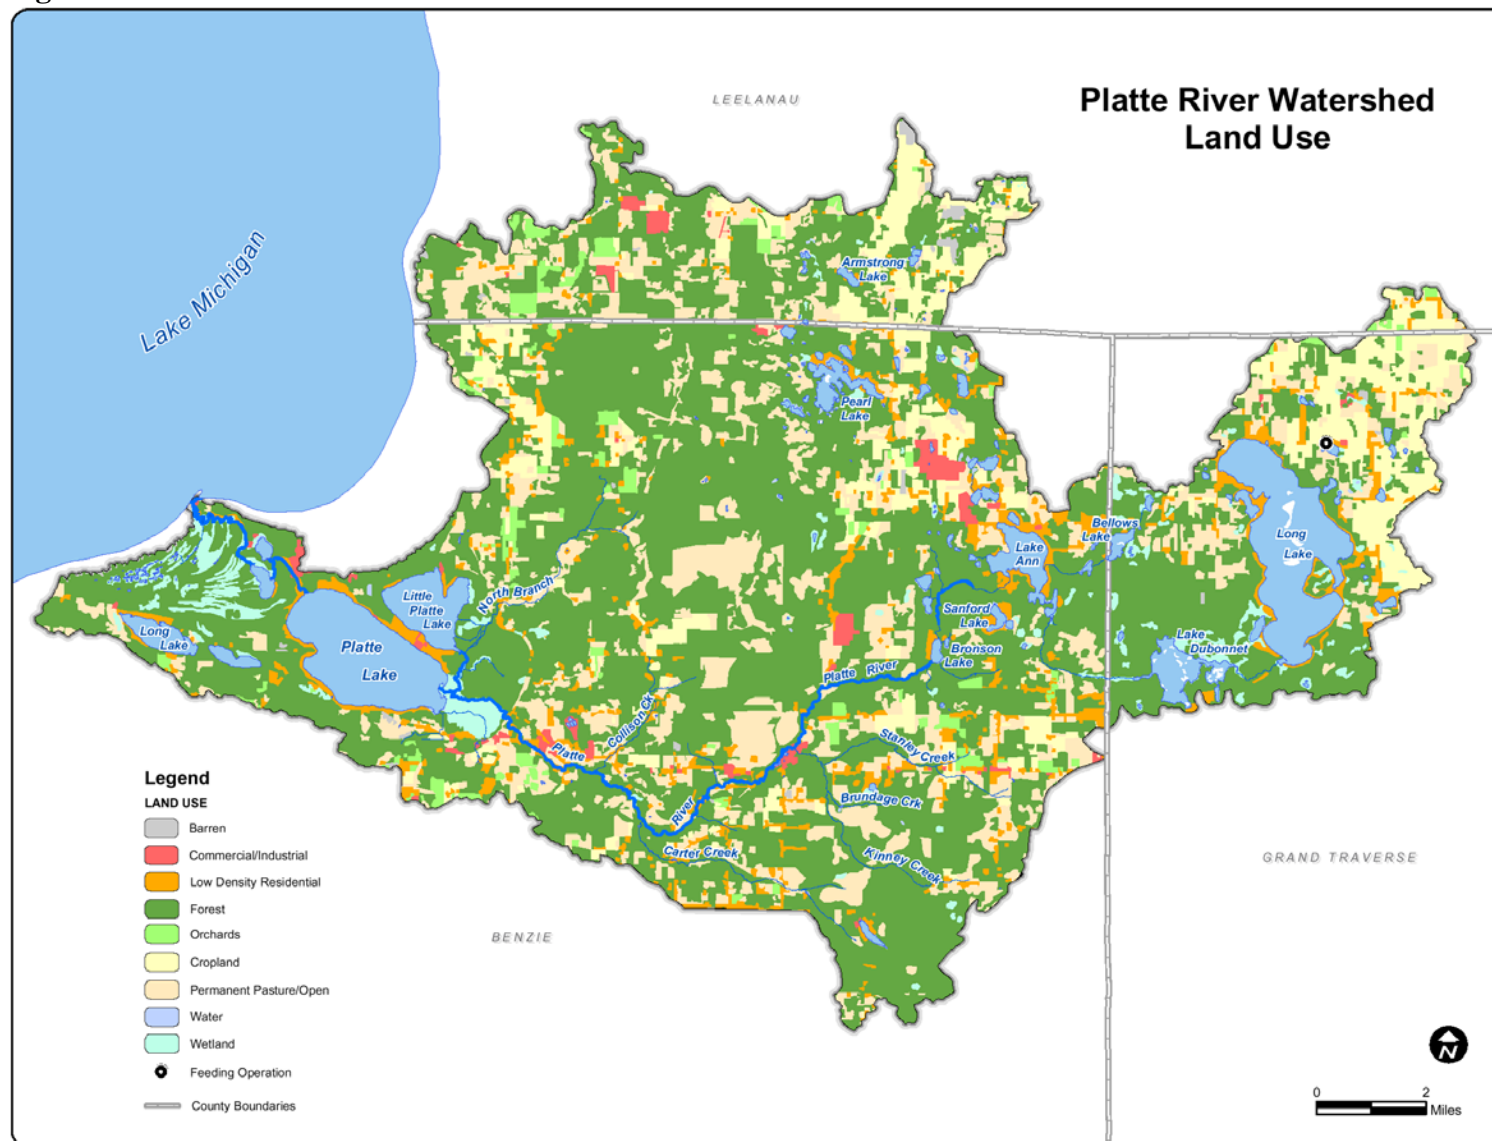 Platte River Watershed
Land Use
LEELANAU
Lake Michigan
Armstrong
Lake
Pearl
Lake
Bellows
Lake
Long
Lake
Lake
Ann
North Branch
Little
Platte
Lake
Sanford
Lake
Long
Lake
Platte
Lake
Lake
Dubonnet
Bronson
Lake
Platte River
Collison Ck
Stanley Creek
Platte
River
Brundage Crk
Carter Creek
Kinney Creek
GRAND TRAVERSE
BENZIE
Legend
LAND USE
Barren
Commercial/Industrial
Low Density Residential
Forest
Orchards
Cropland
Permanent Pasture/Open
Water
Wetland
Feeding Operation
County Boundaries
N
0 2
Miles